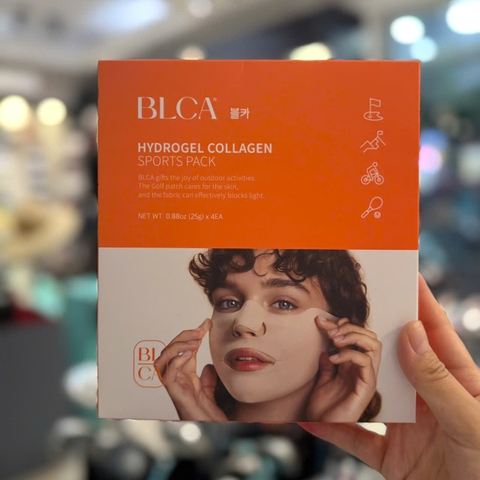 BLCA® 블카
HYDROGEL COLLAGEN
SPORTS PACK
BLCA gifts the joy of outdoor activities.
The Golf patch cares for the skin,
and the fabric can effectively blocks light.
NET WT. 0.88oz (25g) x 4EA
BL
CA